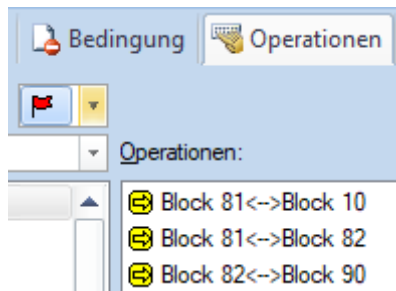 Bedingung Operationen
Operationen:
Block 81<-->Block 10
Block 81<-->Block 82
Block 82<-->Block 90